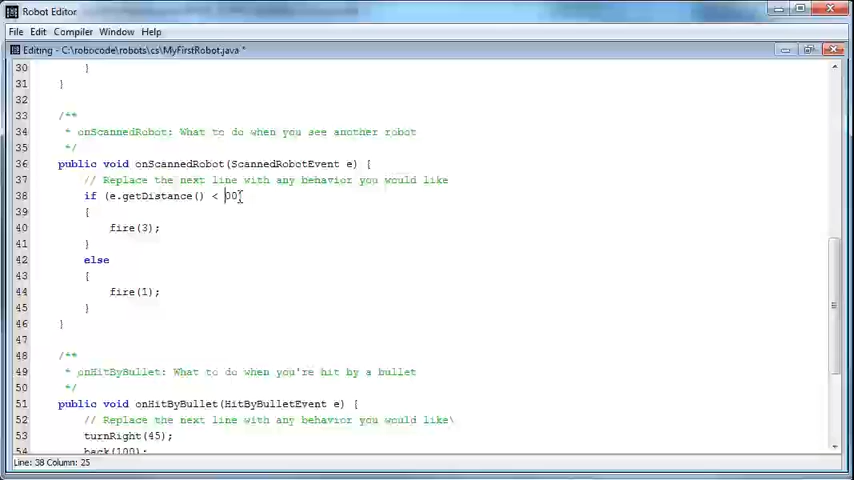 Robot Editor
File Edit Compiler Window Help
Editing - C:\robocode\robots\cs\MyFirstRobot.java *
30 }
31 }
32
33 /**
34 * onScannedRobot: What to do when you see another robot
35 */
36 public void onScannedRobot(ScannedRobotEvent e) {
37 // Replace the next line with any behavior you would like
38 if (e.getDistance() < 00)
39 {
40 fire(3);
41 }
42 else
43 {
44 fire(1);
45 }
46 }
47
48 /**
49 * onHitByBullet: What to do when you're hit by a bullet
50 */
51 public void onHitByBullet(HitByBulletEvent e) {
52 // Replace the next line with any behavior you would like\
53 turnRight(45);
54 back(100);
Line: 38 Column: 25